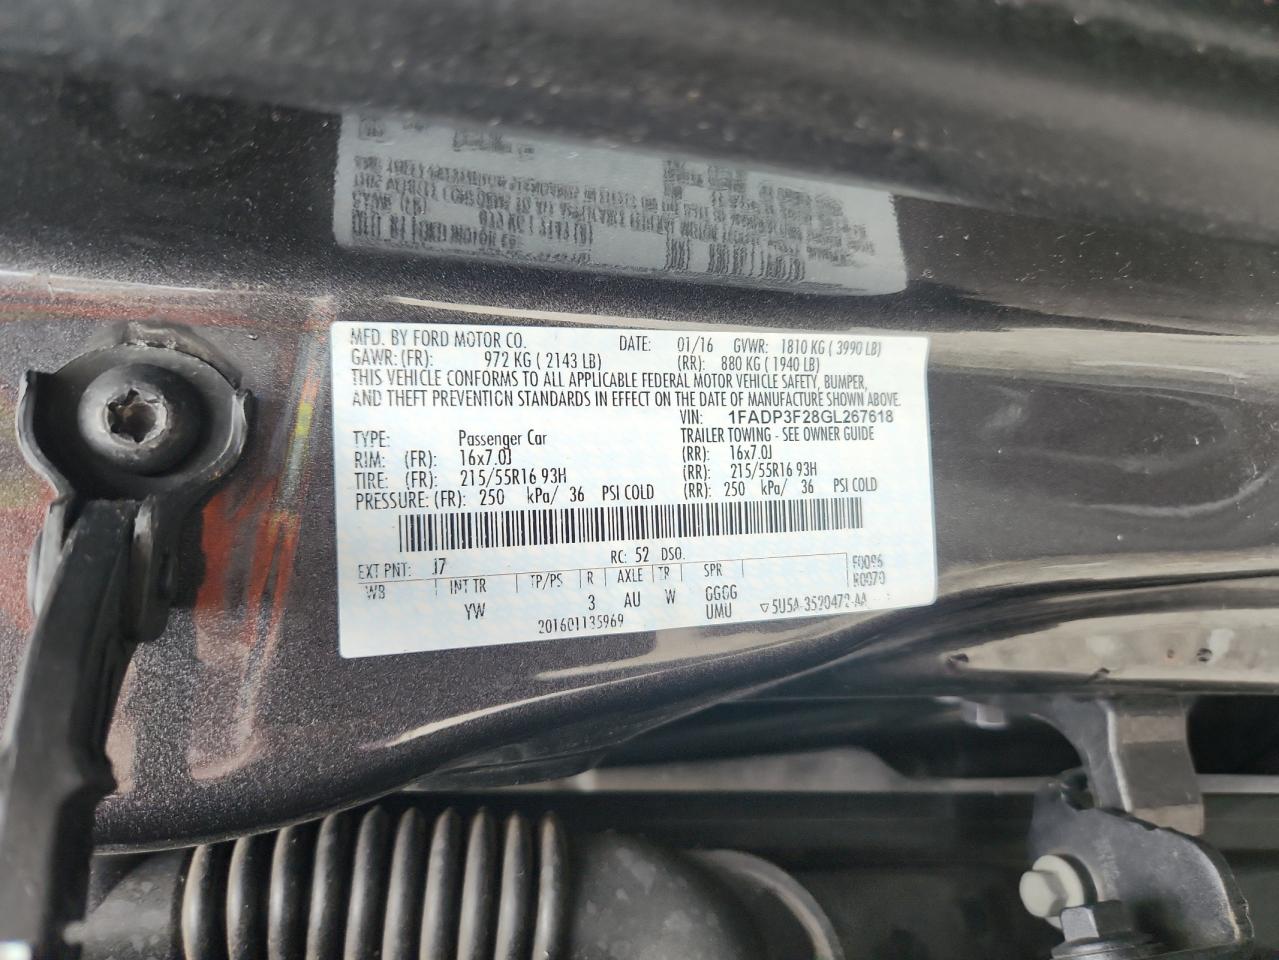 MFD. BY FORD MOTOR CO. DATE: 01/16 GVWR: 1810 KG ( 3990 LB)
GAWR: (FR): 972 KG ( 2143 LB) (RR): 880 KG ( 1940 LB)
THIS VEHICLE CONFORMS TO ALL APPLICABLE FEDERAL MOTOR VEHICLE SAFETY, BUMPER,
AND THEFT PREVENTION STANDARDS IN EFFECT ON THE DATE OF MANUFACTURE SHOWN ABOVE.
VIN: 1FADP3F28GL267618
TYPE: Passenger Car TRAILER TOWING - SEE OWNER GUIDE
RIM: (FR): 16x7.0J (RR): 16x7.0J
TIRE: (FR): 215/55R16 93H (RR): 215/55R16 93H
PRESSURE: (FR): 250 kPa/ 36 PSI COLD (RR): 250 kPa/ 36 PSI COLD
EXT PNT: J7 RC: 52 DSO:
WB INT TR TP/PS R AXLE TR SPR
YW 3 AU W GGGG
201601135969 UMU ▽5U5A-3520472-AA